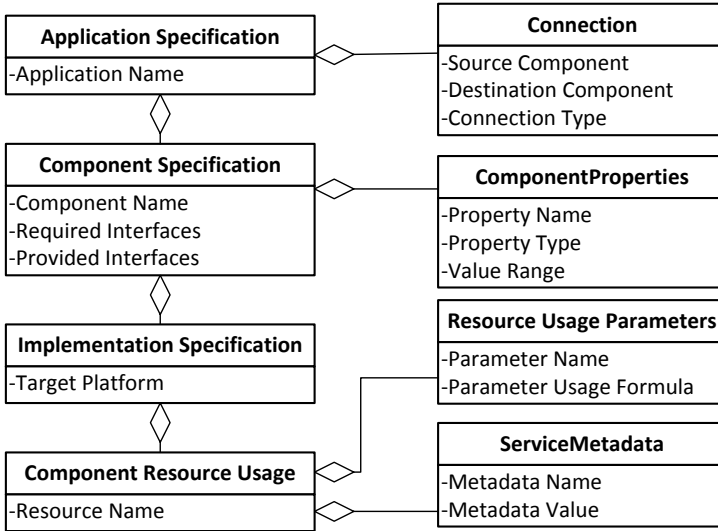 Application Specification
-Application Name
Connection
-Source Component
-Destination Component
-Connection Type
Component Specification
-Component Name
-Required Interfaces
-Provided Interfaces
ComponentProperties
-Property Name
-Property Type
-Value Range
Implementation Specification
-Target Platform
Resource Usage Parameters
-Parameter Name
-Parameter Usage Formula
Component Resource Usage
-Resource Name
ServiceMetadata
-Metadata Name
-Metadata Value